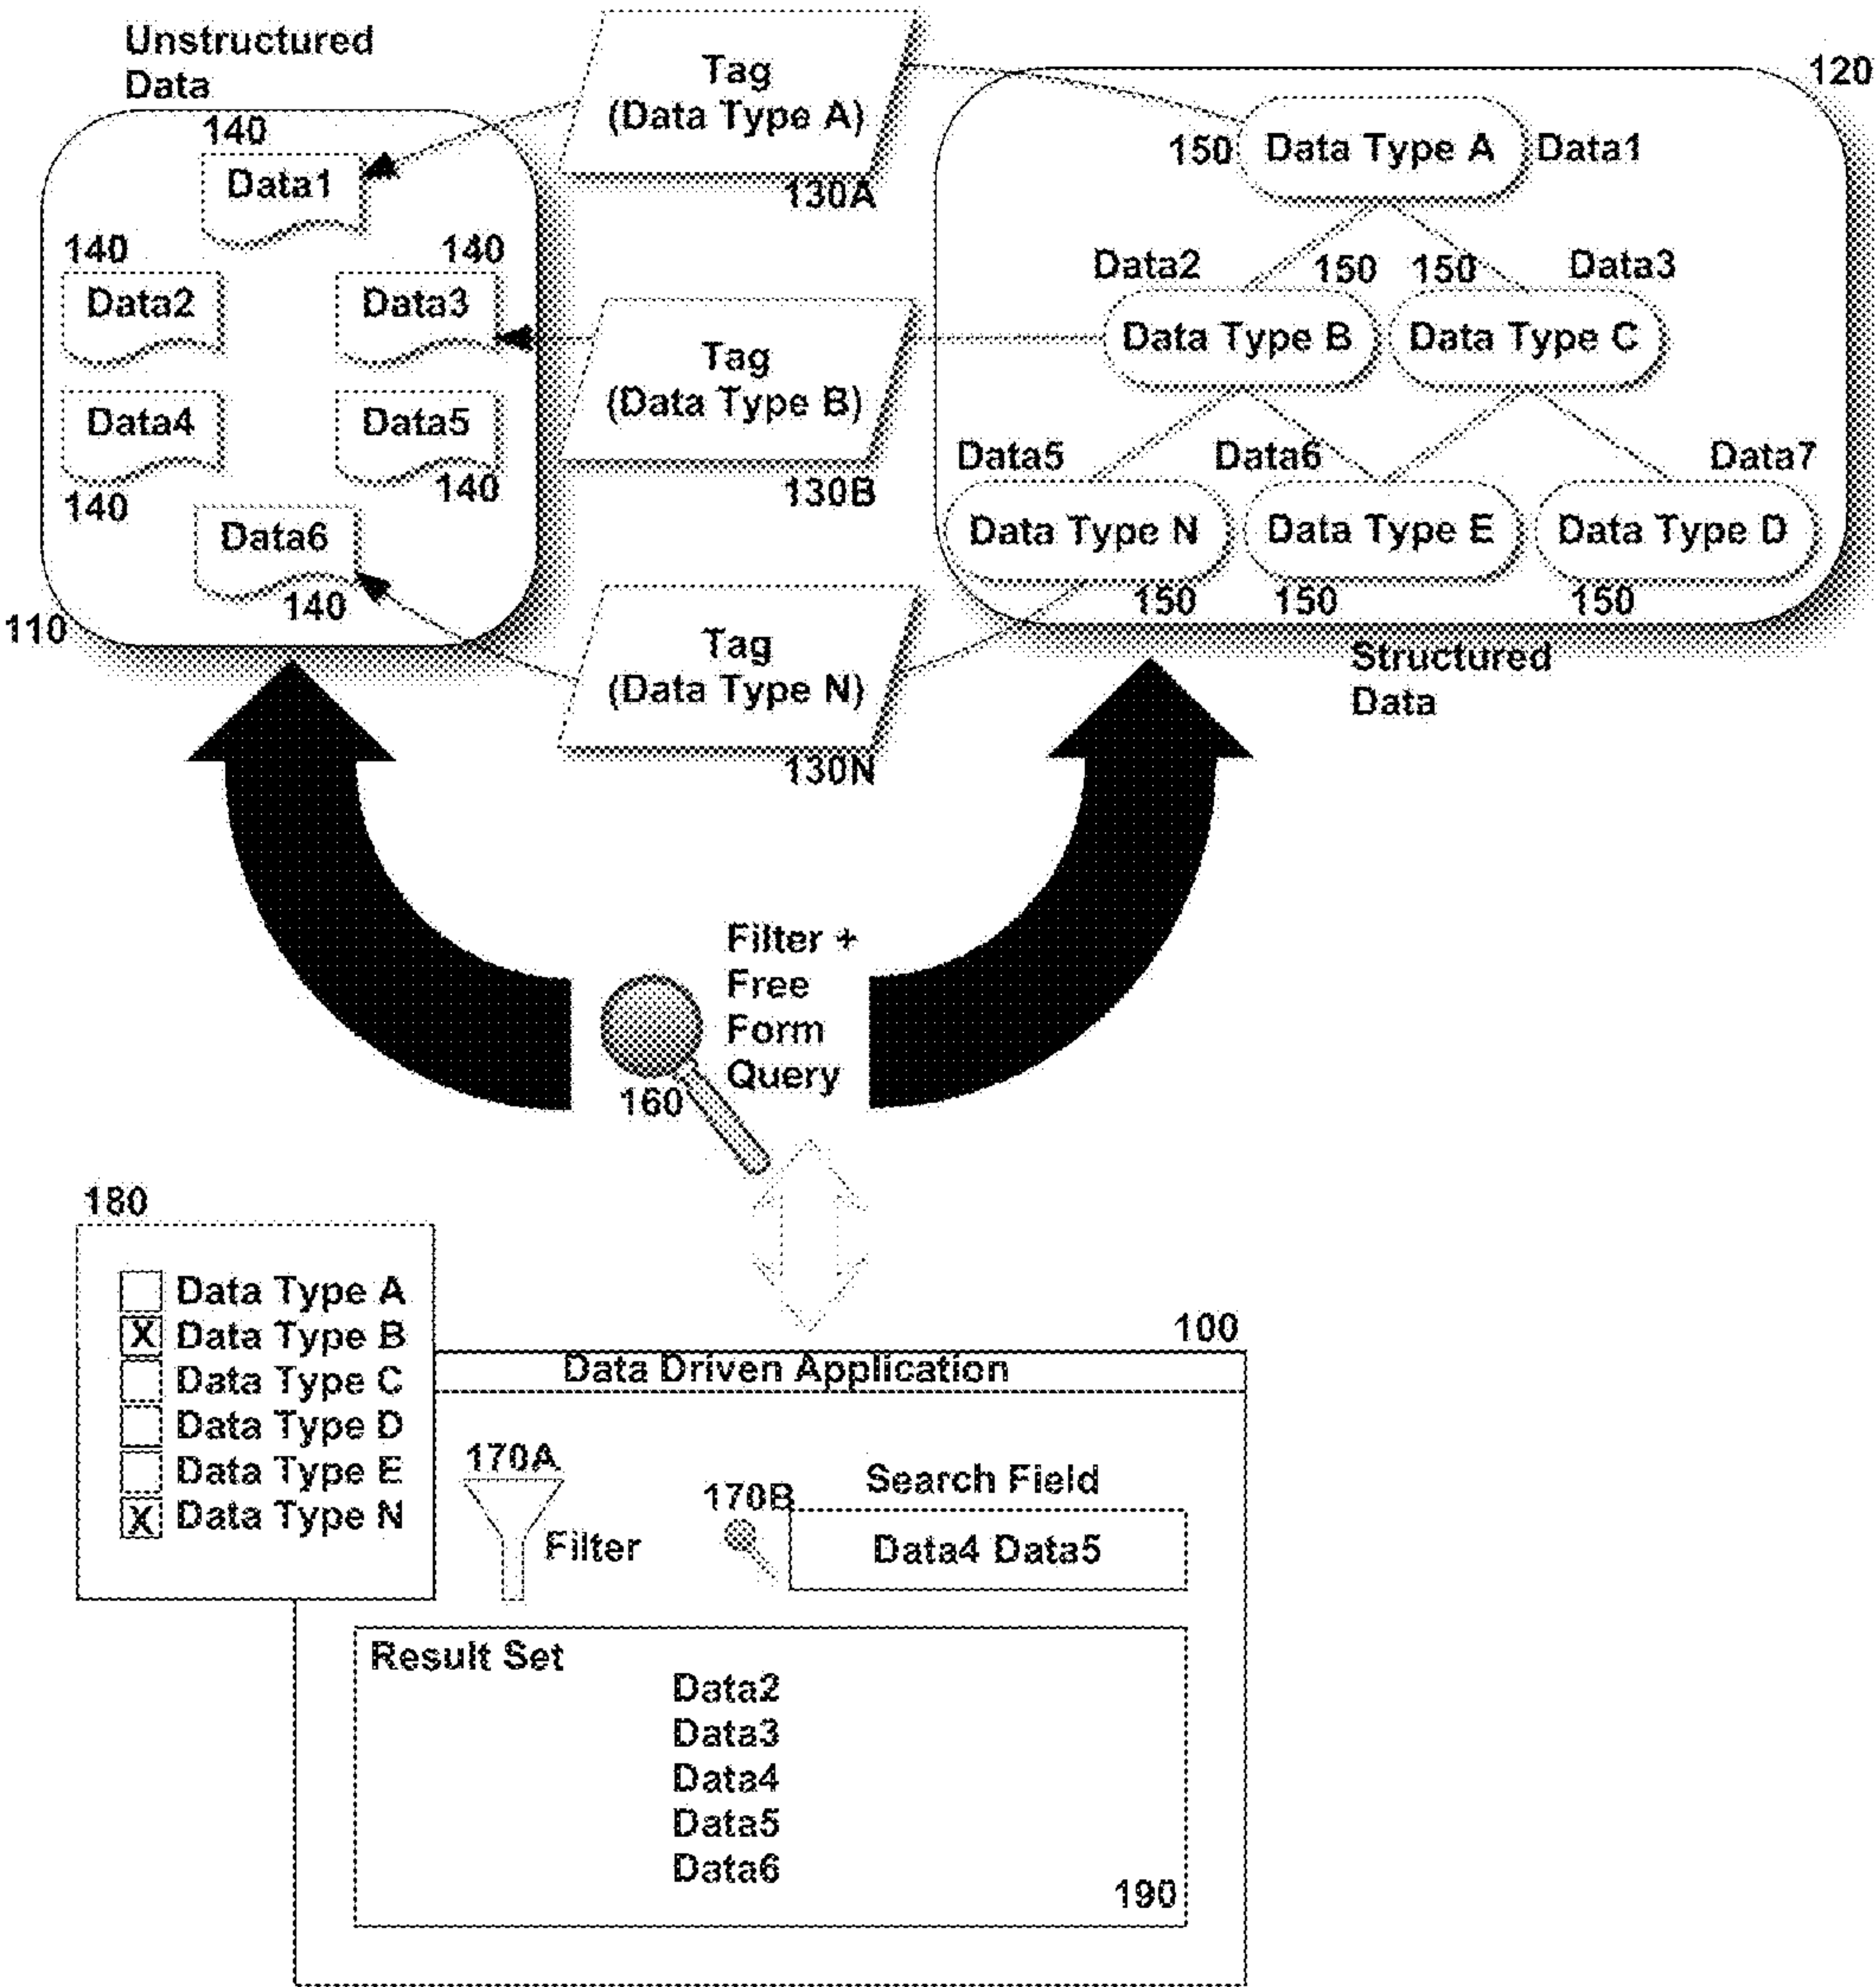 Unstructured
Data
110
140
Data1
140
Data2
140
Data3
Data4
140
Data5
140
Data6
140
Tag
(Data Type A)
130A
Tag
(Data Type B)
130B
Tag
(Data Type N)
130N
120
150
Data Type A
Data1
Data2
150
150
Data3
Data Type B
Data Type C
Data5
Data6
Data7
Data Type N
Data Type E
Data Type D
150
150
150
Structured
Data
Filter +
Free
Form
Query
160
180
Data Type A
X Data Type B
Data Type C
Data Type D
Data Type E
X Data Type N
100
Data Driven Application
170A
Filter
170B
Search Field
Data4 Data5
Result Set
Data2
Data3
Data4
Data5
Data6
190